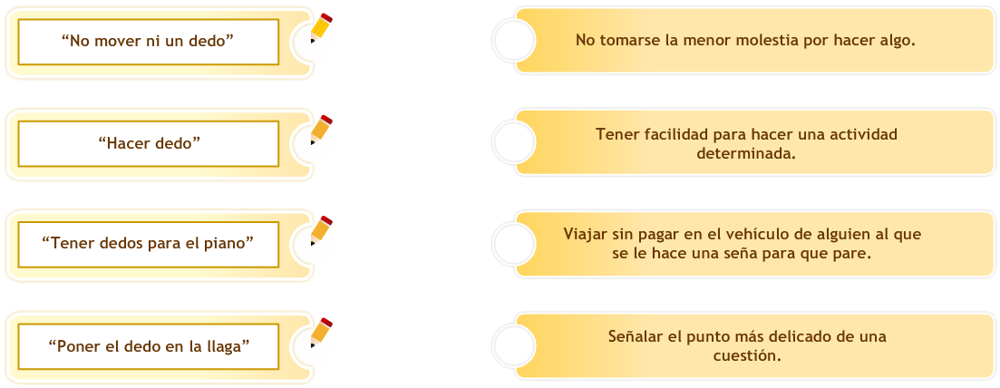 “No mover ni un dedo”
No tomarse la menor molestia por hacer algo.
“Hacer dedo”
Tener facilidad para hacer una actividad
determinada.
“Tener dedos para el piano”
Viajar sin pagar en el vehículo de alguien al que
se le hace una seña para que pare.
“Poner el dedo en la llaga”
Señalar el punto más delicado de una
cuestión.